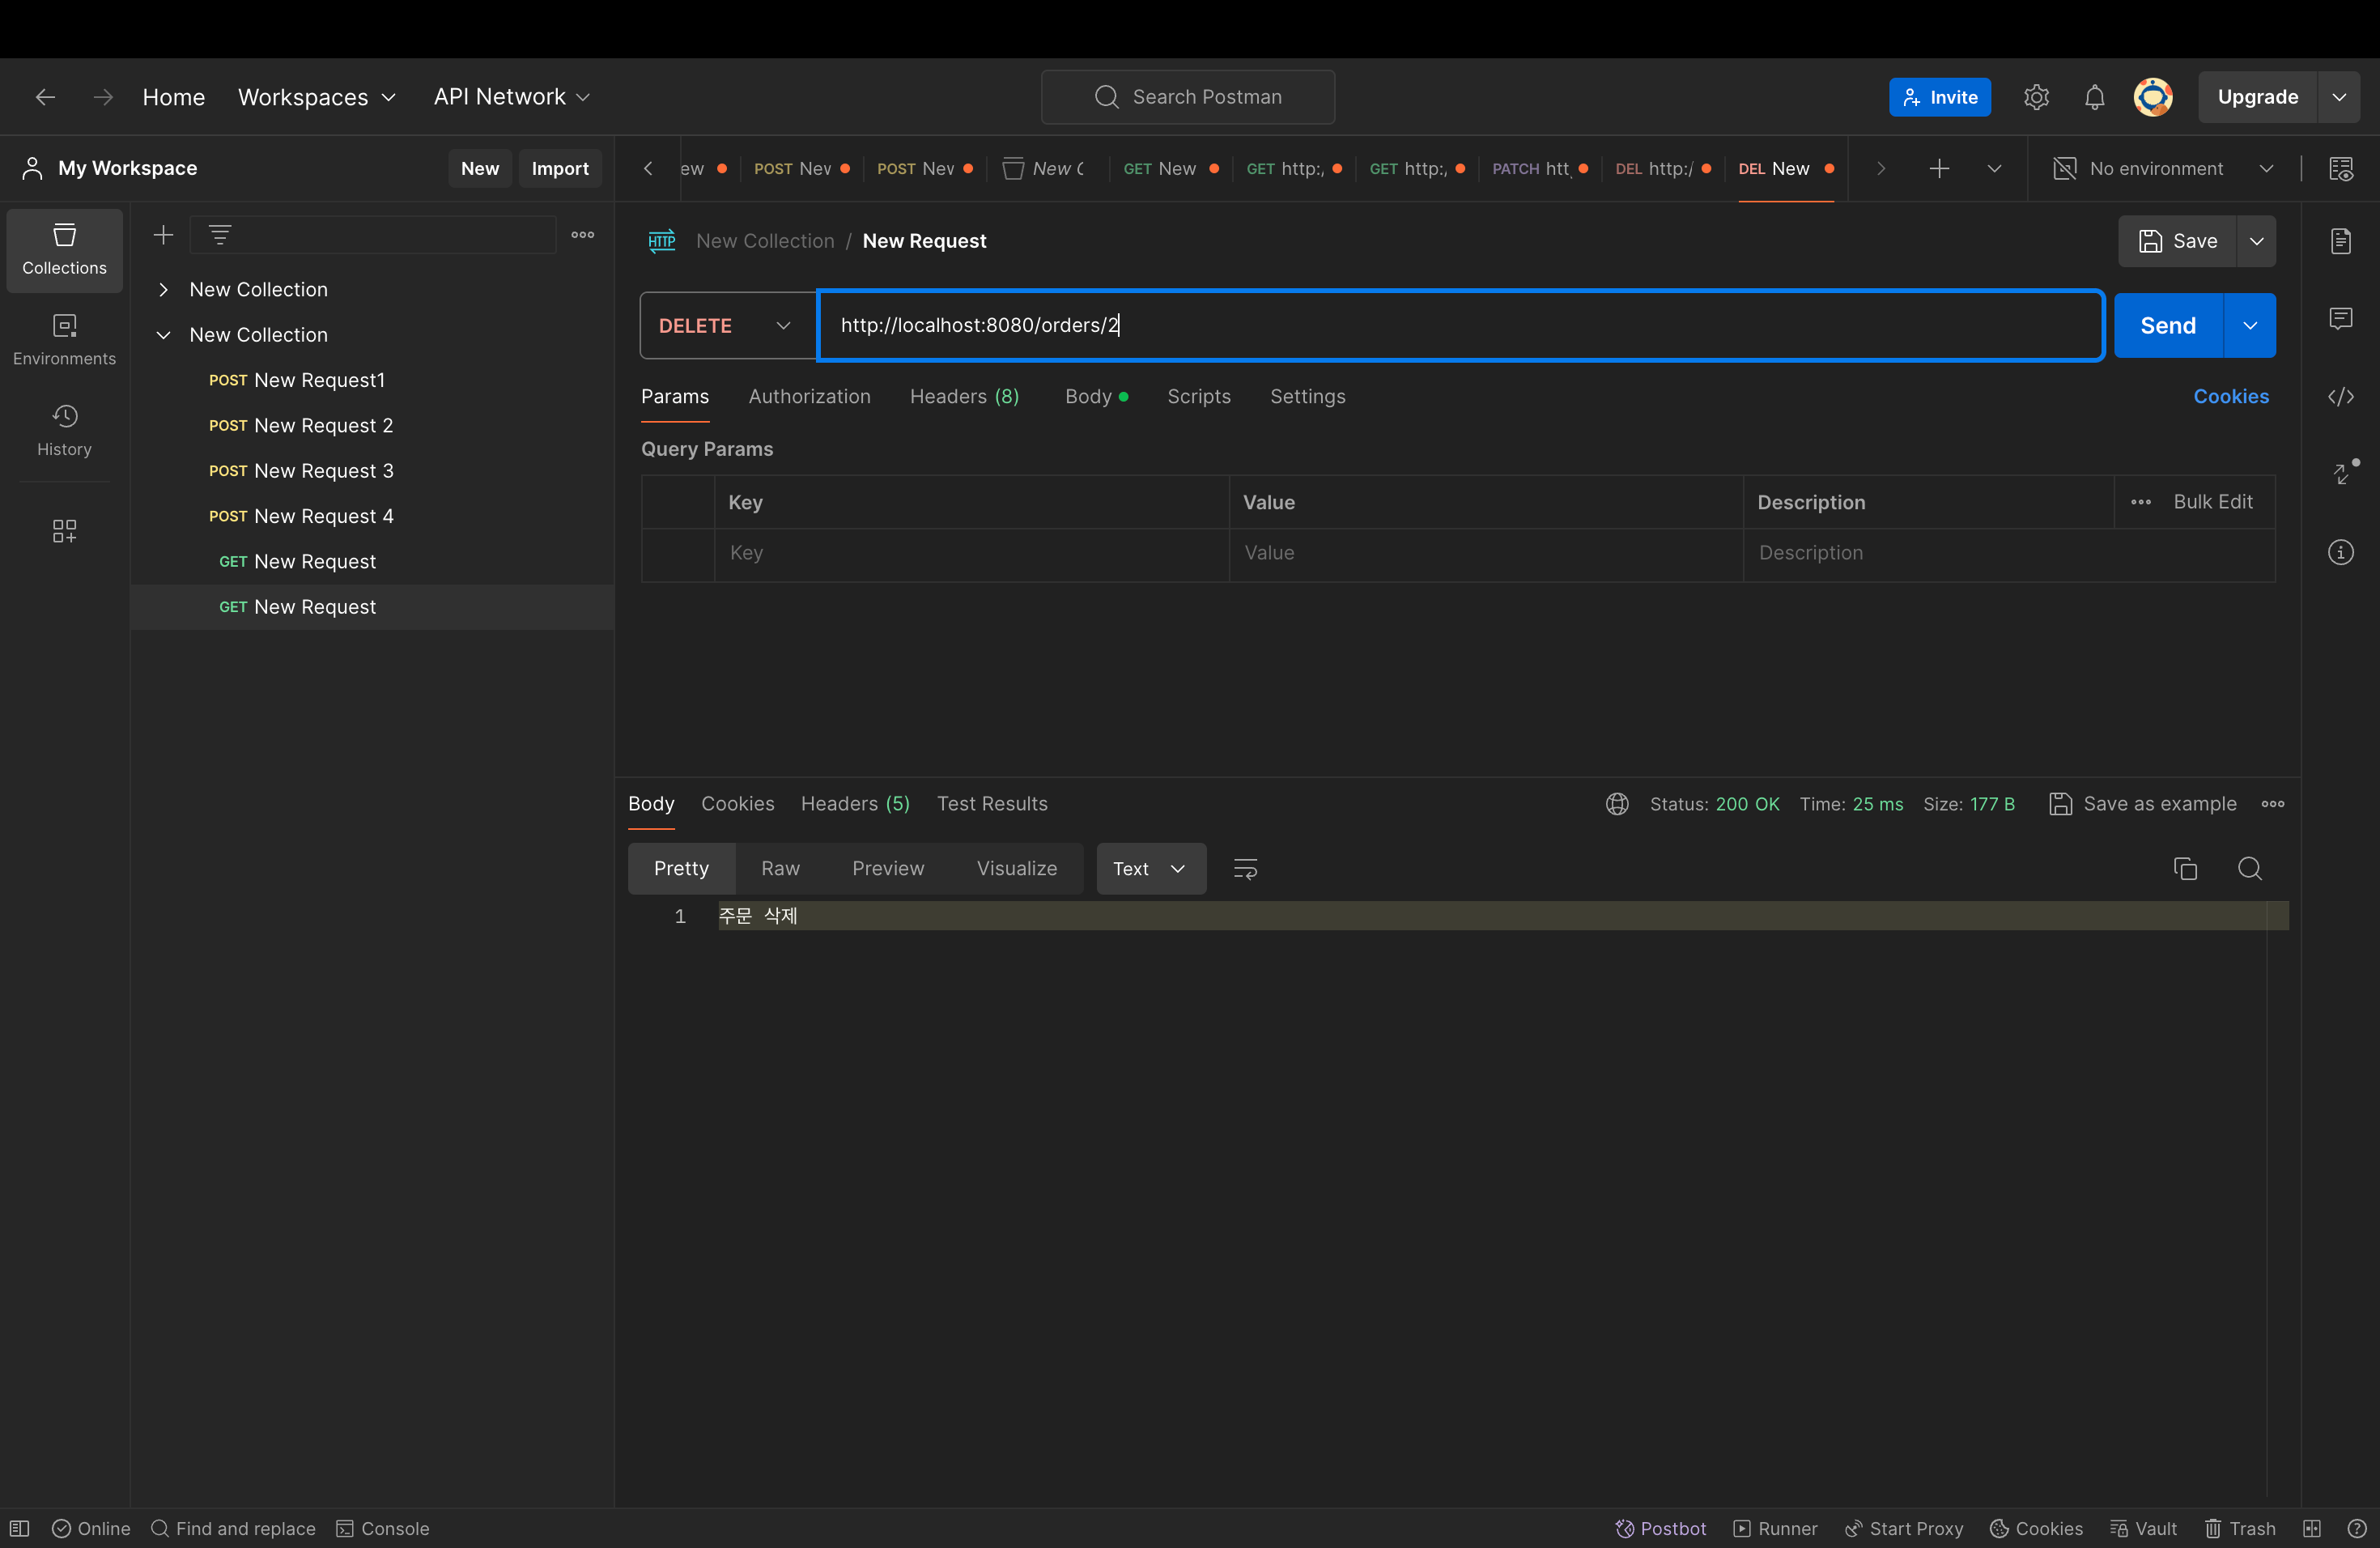 Home Workspaces API Network Search Postman Invite Upgrade
My Workspace New Import ew POST New POST New New C GET New GET http:/ GET http:/ PATCH htt DEL http:/ DEL New No environment
Collections
Environments
History
New Collection
New Collection
POST New Request1
POST New Request 2
POST New Request 3
POST New Request 4
GET New Request
GET New Request
HTTP New Collection / New Request Save
DELETE http://localhost:8080/orders/2 Send
Params Authorization Headers (8) Body Scripts Settings Cookies
Query Params
Key Value Description Bulk Edit
Key Value Description
Body Cookies Headers (5) Test Results Status: 200 OK Time: 25 ms Size: 177 B Save as example
Pretty Raw Preview Visualize Text
1 주문 삭제
Online Find and replace Console Postbot Runner Start Proxy Cookies Vault Trash